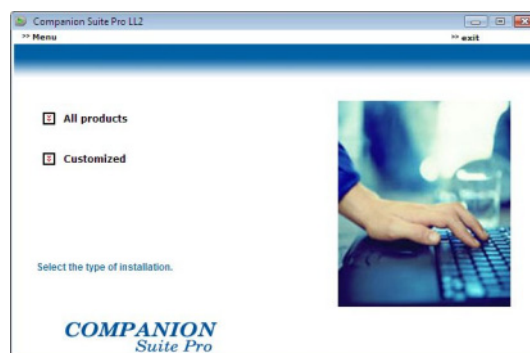 Companion Suite Pro LL2
>> Menu
>> exit
All products
Customized
Select the type of installation.
COMPANION
Suite Pro